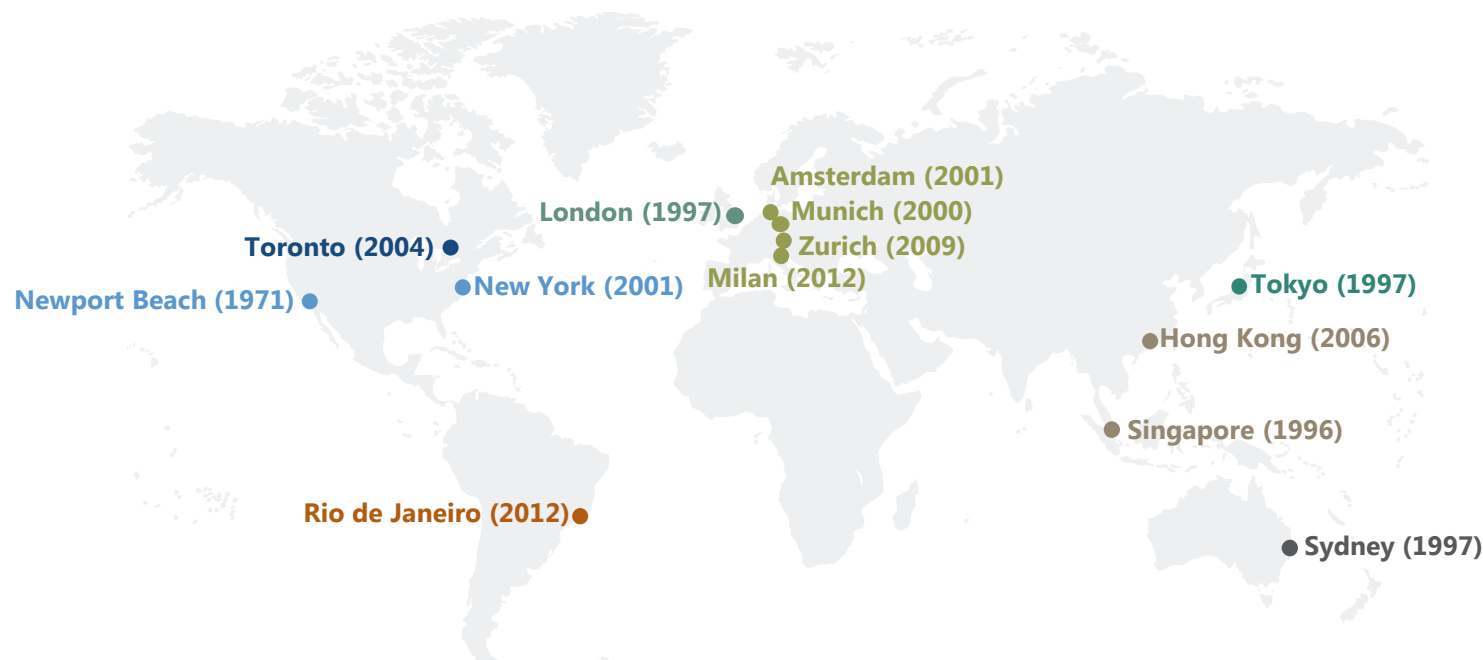 Amsterdam (2001)
London (1997)
Munich (2000)
Toronto (2004)
Zurich (2009)
Milan (2012)
Newport Beach (1971)
New York (2001)
Tokyo (1997)
Hong Kong (2006)
Singapore (1996)
Rio de Janeiro (2012)
Sydney (1997)